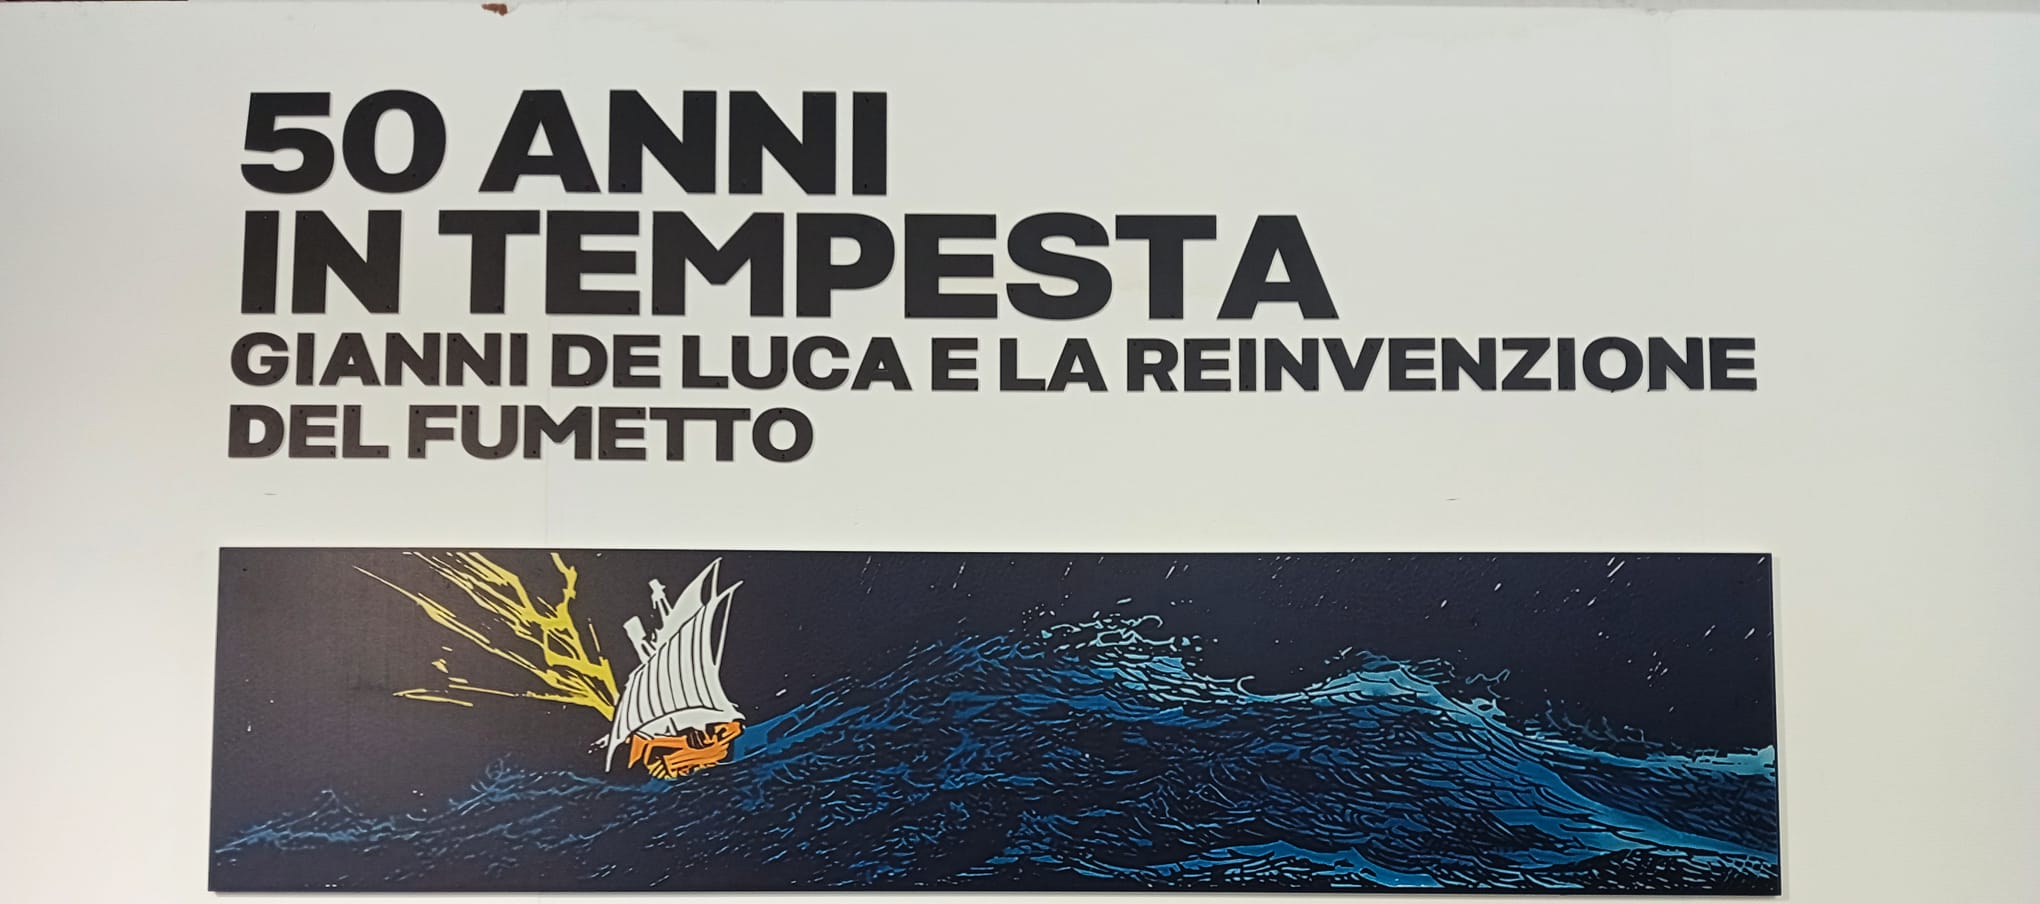 50 ANNI
IN TEMPESTA
GIANNI DE LUCA E LA REINVENZIONE
DEL FUMETTO